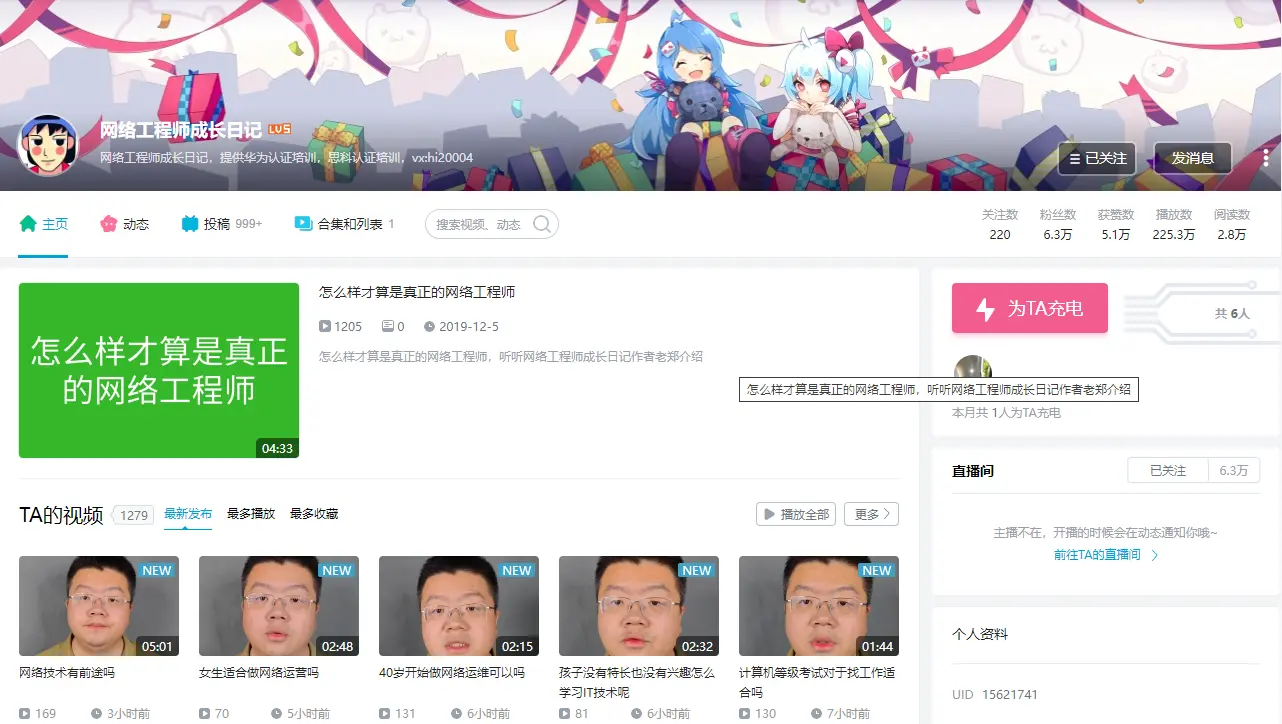 网络工程师成长日记 LV5
网络工程师成长日记，提供华为认证培训，思科认证培训，vx:hi20004
已关注
发消息
主页
动态
投稿 999+
合集和列表 1
搜索视频、动态
关注数 粉丝数 获赞数 播放数 阅读数
220 6.3万 5.1万 225.3万 2.8万
怎么样才算是真正
的网络工程师
04:33
怎么样才算是真正的网络工程师
1205 0 2019-12-5
怎么样才算是真正的网络工程师，听听网络工程师成长日记作者老郑介绍
怎么样才算是真正的网络工程师，听听网络工程师成长日记作者老郑介绍
为TA充电
共 6人
本月共 1人为TA充电
直播间
已关注 6.3万
主播不在，开播的时候会在动态通知你哦~
前往TA的直播间
个人资料
UID 15621741
TA的视频 1279 最新发布 最多播放 最多收藏
播放全部 更多
NEW
05:01
网络技术有前途吗
169 3小时前
NEW
02:48
女生适合做网络运营吗
70 5小时前
NEW
02:15
40岁开始做网络运维可以吗
131 6小时前
NEW
02:32
孩子没有特长也没有兴趣怎么
学习IT技术呢
81 6小时前
NEW
01:44
计算机等级考试对于找工作适
合吗
130 7小时前